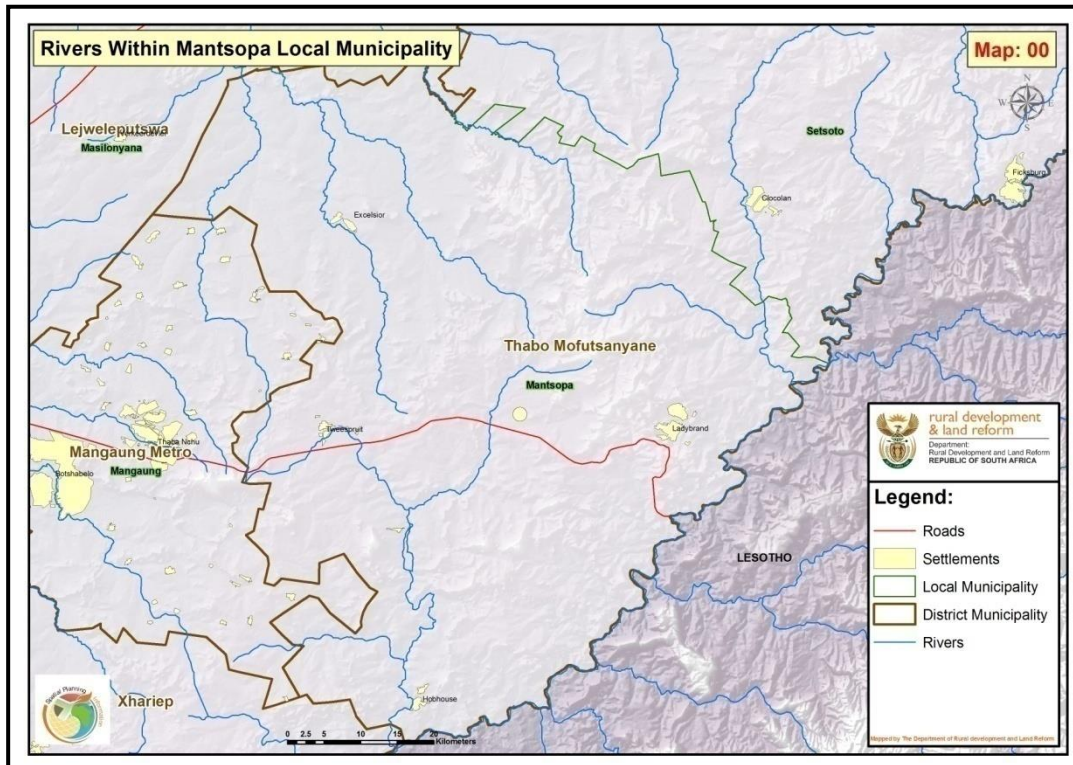 Rivers Within Mantsopa Local Municipality
Map: 00
N
W E
S
Lejweleputswa
Masilonyana
Setsoto
Ficksburg
Clocolan
Excelsior
Thabo Mofutsanyane
Mantsopa
Tweespruit
Ladybrand
Thaba Nshu
Mangaung Metro
Mangaung
Botshabelo
LESOTHO
Xhariep
Hobhouse
Spatial Planning
0 2.5 5 10 15 20
Kilometers
rural development
& land reform
Department:
Rural Development and Land Reform
REPUBLIC OF SOUTH AFRICA
Legend:
Roads
Settlements
Local Municipality
District Municipality
Rivers
Mapped by The Department of Rural development and Land Reform